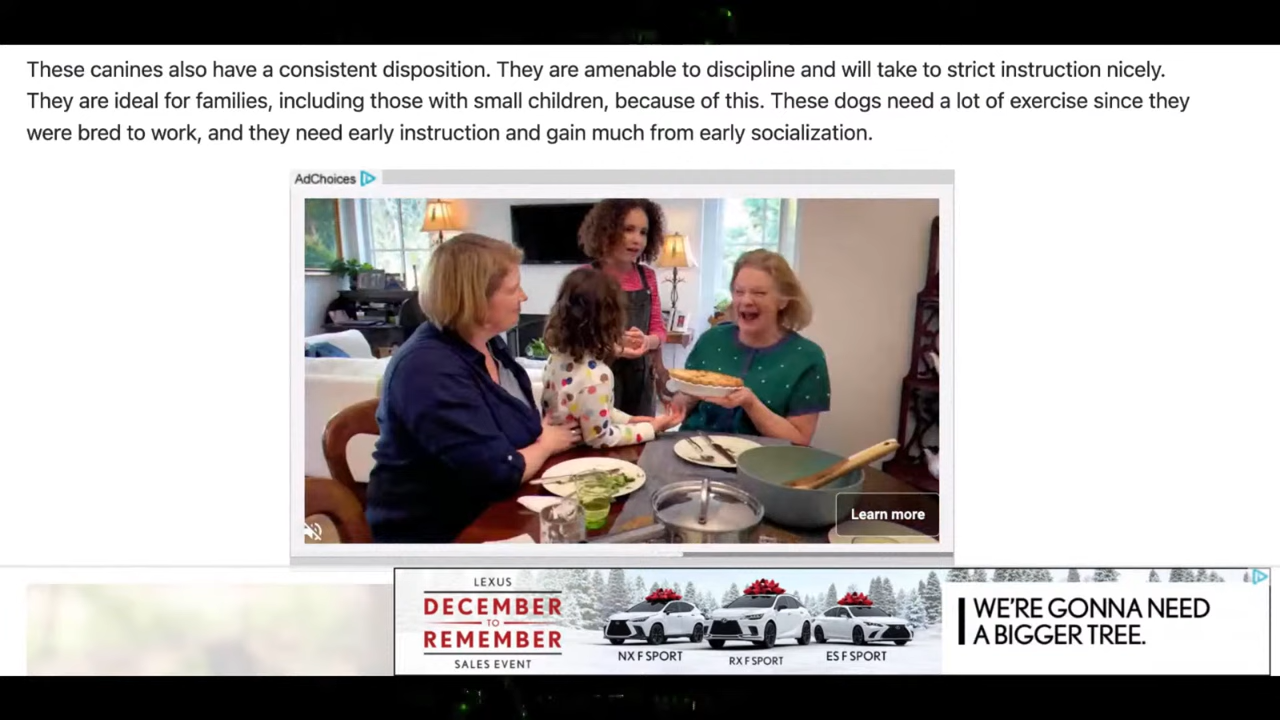 These canines also have a consistent disposition. They are amenable to discipline and will take to strict instruction nicely.
They are ideal for families, including those with small children, because of this. These dogs need a lot of exercise since they
were bred to work, and they need early instruction and gain much from early socialization.
AdChoices
Learn more
LEXUS
DECEMBER
TO
REMEMBER
SALES EVENT
NX F SPORT
RX F SPORT
ES F SPORT
WE'RE GONNA NEED
A BIGGER TREE.